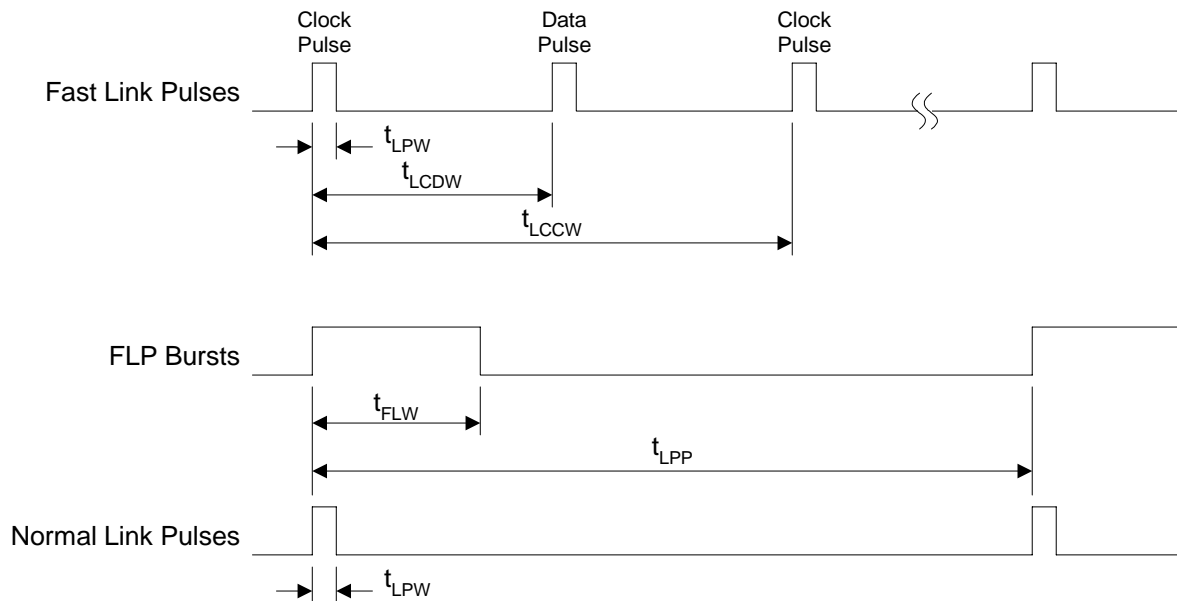 Clock
Pulse
Data
Pulse
Clock
Pulse
Fast Link Pulses
tLPW
tLCDW
tLCCW
FLP Bursts
tFLW
tLPP
Normal Link Pulses
tLPW